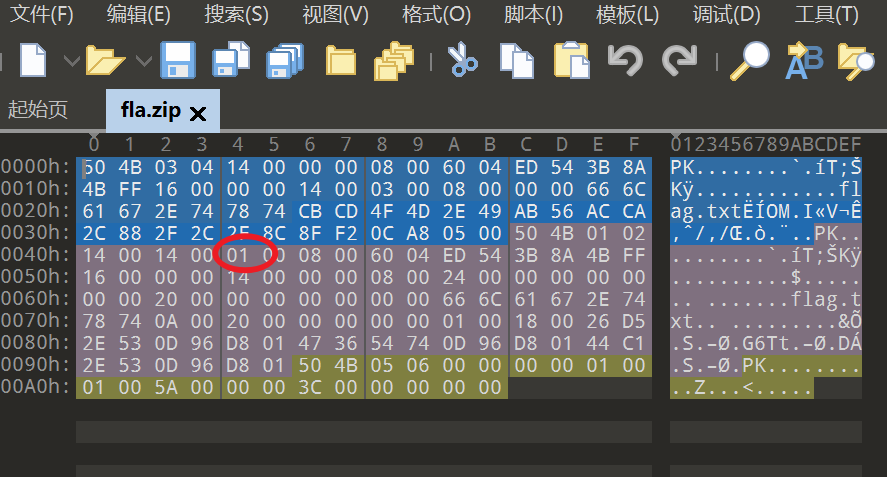 文件(F) 编辑(E) 搜索(S) 视图(V) 格式(O) 脚本(I) 模板(L) 调试(D) 工具(T)
起始页 fla.zip
0 1 2 3 4 5 6 7 8 9 A B C D E F 0123456789ABCDEF
0000h: 50 4B 03 04 14 00 00 00 08 00 60 04 ED 54 3B 8A PK........`.íT;Š
0010h: 4B FF 16 00 00 00 14 00 03 00 08 00 00 00 66 6C Kÿ............fl
0020h: 61 67 2E 74 78 74 CB CD 4F 4D 2E 49 AB 56 AC CA ag.txtËÍOM.I«V¬Ê
0030h: 2C 88 2F 2C 2E 8C 8F F2 0C A8 05 00 50 4B 01 02 ,ˆ/,/Œ.ò.¨..PK..
0040h: 14 00 14 00 01 00 08 00 60 04 ED 54 3B 8A 4B FF ........`.íT;ŠKÿ
0050h: 16 00 00 00 14 00 00 00 08 00 24 00 00 00 00 00 ..........$.....
0060h: 00 00 20 00 00 00 00 00 00 00 66 6C 61 67 2E 74 .. .......flag.t
0070h: 78 74 0A 00 20 00 00 00 00 00 01 00 18 00 26 D5 xt.. .........&Õ
0080h: 2E 53 0D 96 D8 01 47 36 54 74 0D 96 D8 01 44 C1 .S.–Ø.G6Tt.–Ø.DÁ
0090h: 2E 53 0D 96 D8 01 50 4B 05 06 00 00 00 00 01 00 .S.–Ø.PK........
00A0h: 01 00 5A 00 00 00 3C 00 00 00 00 00 ..Z...<.....